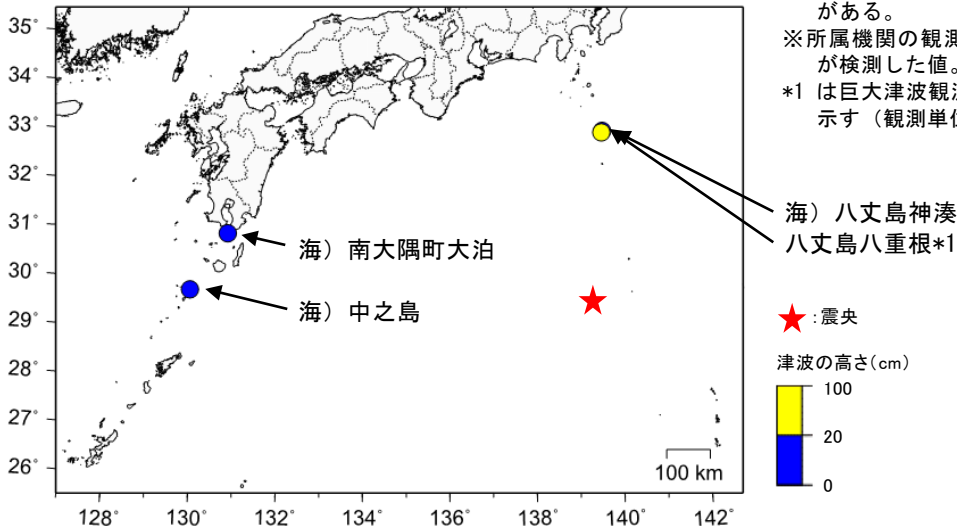 がある。
※所属機関の観測
が検測した値。
*1 は巨大津波観
示す（観測単位
35°
34°
33°
32°
31°
30°
29°
28°
27°
26°
128°
130°
132°
134°
136°
138°
140°
142°
海）八丈島神湊
八丈島八重根*1
海）南大隅町大泊
海）中之島
100 km
:震央
津波の高さ(cm)
100
20
0